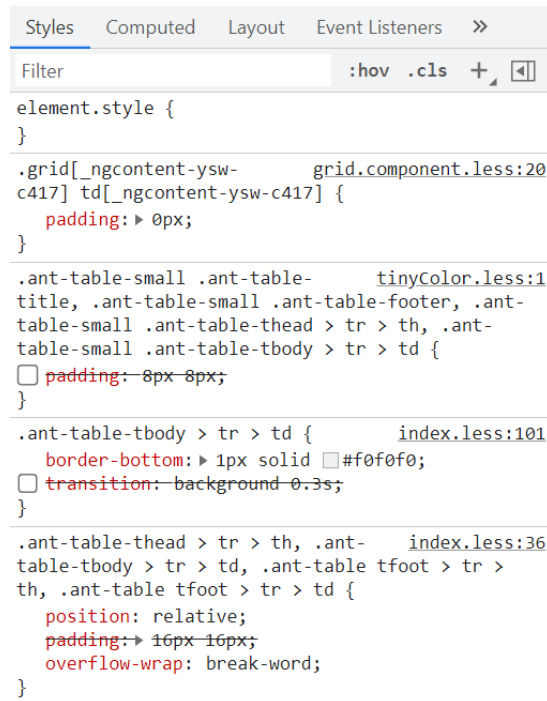 Styles Computed Layout Event Listeners »
Filter :hov .cls +
element.style {
}
.grid[_ngcontent-ysw- grid.component.less:20
c417] td[_ngcontent-ysw-c417] {
padding: 0px;
}
.ant-table-small .ant-table- tinyColor.less:1
title, .ant-table-small .ant-table-footer, .ant-
table-small .ant-table-thead > tr > th, .ant-
table-small .ant-table-tbody > tr > td {
padding: 8px 8px;
}
.ant-table-tbody > tr > td { index.less:101
border-bottom: 1px solid #f0f0f0;
transition: background 0.3s;
}
.ant-table-thead > tr > th, .ant- index.less:36
table-tbody > tr > td, .ant-table tfoot > tr >
th, .ant-table tfoot > tr > td {
position: relative;
padding: 16px 16px;
overflow-wrap: break-word;
}